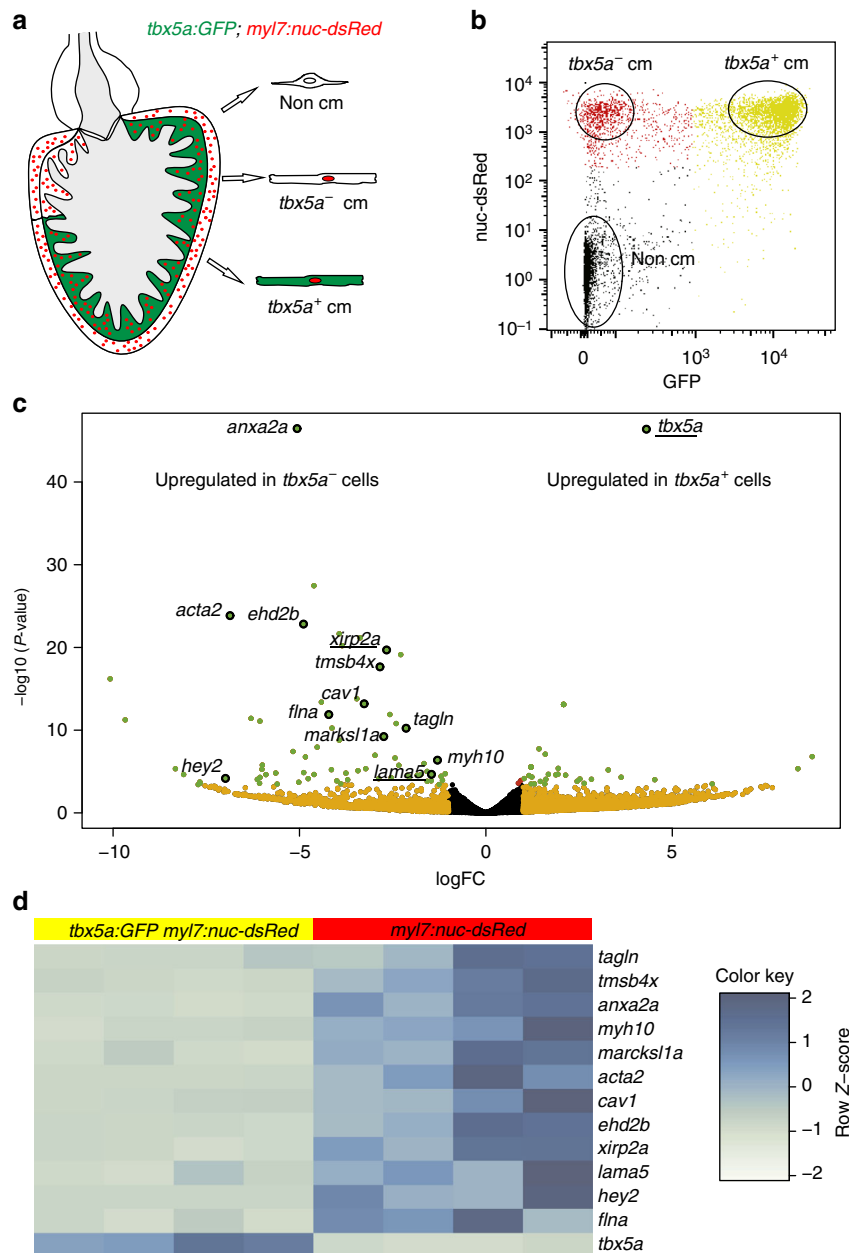 a
tbx5a:GFP; myl7:nuc-dsRed
Non cm
tbx5a⁻ cm
tbx5a⁺ cm
b
tbx5a⁻ cm
tbx5a⁺ cm
Non cm
nuc-dsRed
10⁴
10³
10²
10¹
10⁰
10⁻¹
0
10³
10⁴
GFP
c
anxa2a
tbx5a
Upregulated in tbx5a⁻ cells
Upregulated in tbx5a⁺ cells
acta2
ehd2b
xirp2a
tmsb4x
cav1
flna
tagln
marksl1a
myh10
hey2
lama5
−log10 (P-value)
40
30
20
10
0
−10
−5
0
5
logFC
d
tbx5a:GFP myl7:nuc-dsRed
myl7:nuc-dsRed
tagln
tmsb4x
anxa2a
myh10
marcksl1a
acta2
cav1
ehd2b
xirp2a
lama5
hey2
flna
tbx5a
Color key
2
1
0
−1
−2
Row Z−score